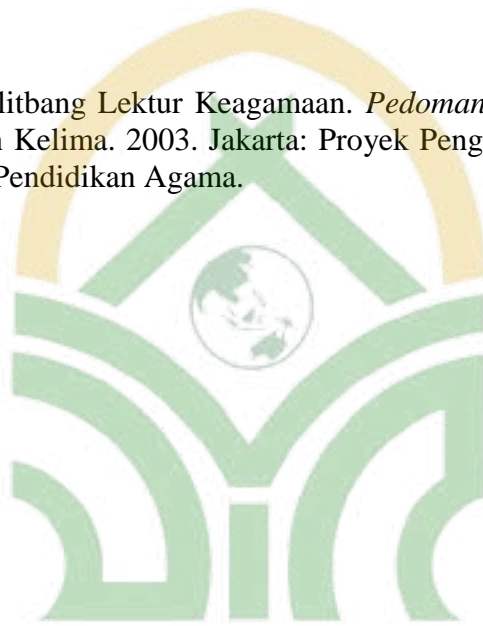 litbang Lektur Keagamaan. Pedoman
Kelima. 2003. Jakarta: Proyek Peng
Pendidikan Agama.